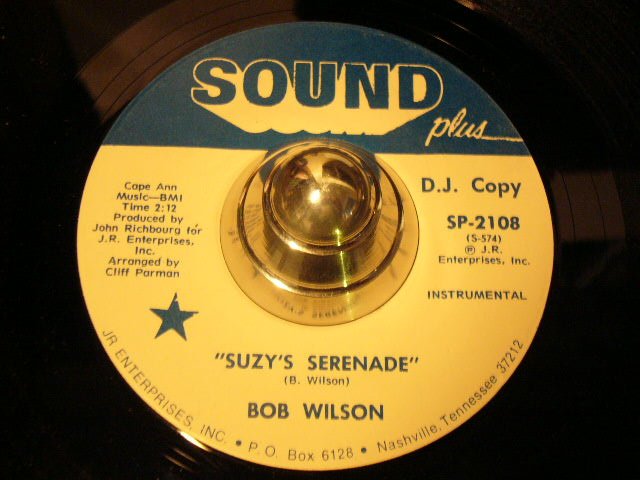 SOUND
plus
Cape Ann
Music—BMI
Time 2:12
Produced by
John Richbourg for
J.R. Enterprises,
Inc.
Arranged by
Cliff Parman
D.J. Copy
SP-2108
(S-574)
Ⓟ J.R.
Enterprises, Inc.
INSTRUMENTAL
"SUZY'S SERENADE"
(B. Wilson)
BOB WILSON
JR ENTERPRISES, INC. • P. O. Box 6128 • Nashville, Tennessee 37212